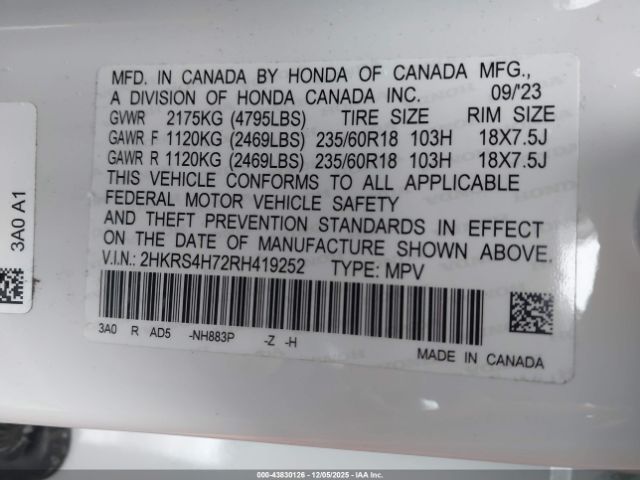 MFD. IN CANADA BY HONDA OF CANADA MFG.,
A DIVISION OF HONDA CANADA INC. 09/'23
GVWR 2175KG (4795LBS) TIRE SIZE RIM SIZE
GAWR F 1120KG (2469LBS) 235/60R18 103H 18X7.5J
GAWR R 1120KG (2469LBS) 235/60R18 103H 18X7.5J
THIS VEHICLE CONFORMS TO ALL APPLICABLE
FEDERAL MOTOR VEHICLE SAFETY
AND THEFT PREVENTION STANDARDS IN EFFECT
ON THE DATE OF MANUFACTURE SHOWN ABOVE.
V.I.N.: 2HKRS4H72RH419252 TYPE: MPV
3A0 R AD5 -NH883P -Z -H
MADE IN CANADA
3A0 A1
000-43830126 - 12/05/2025 - IAAI.COM